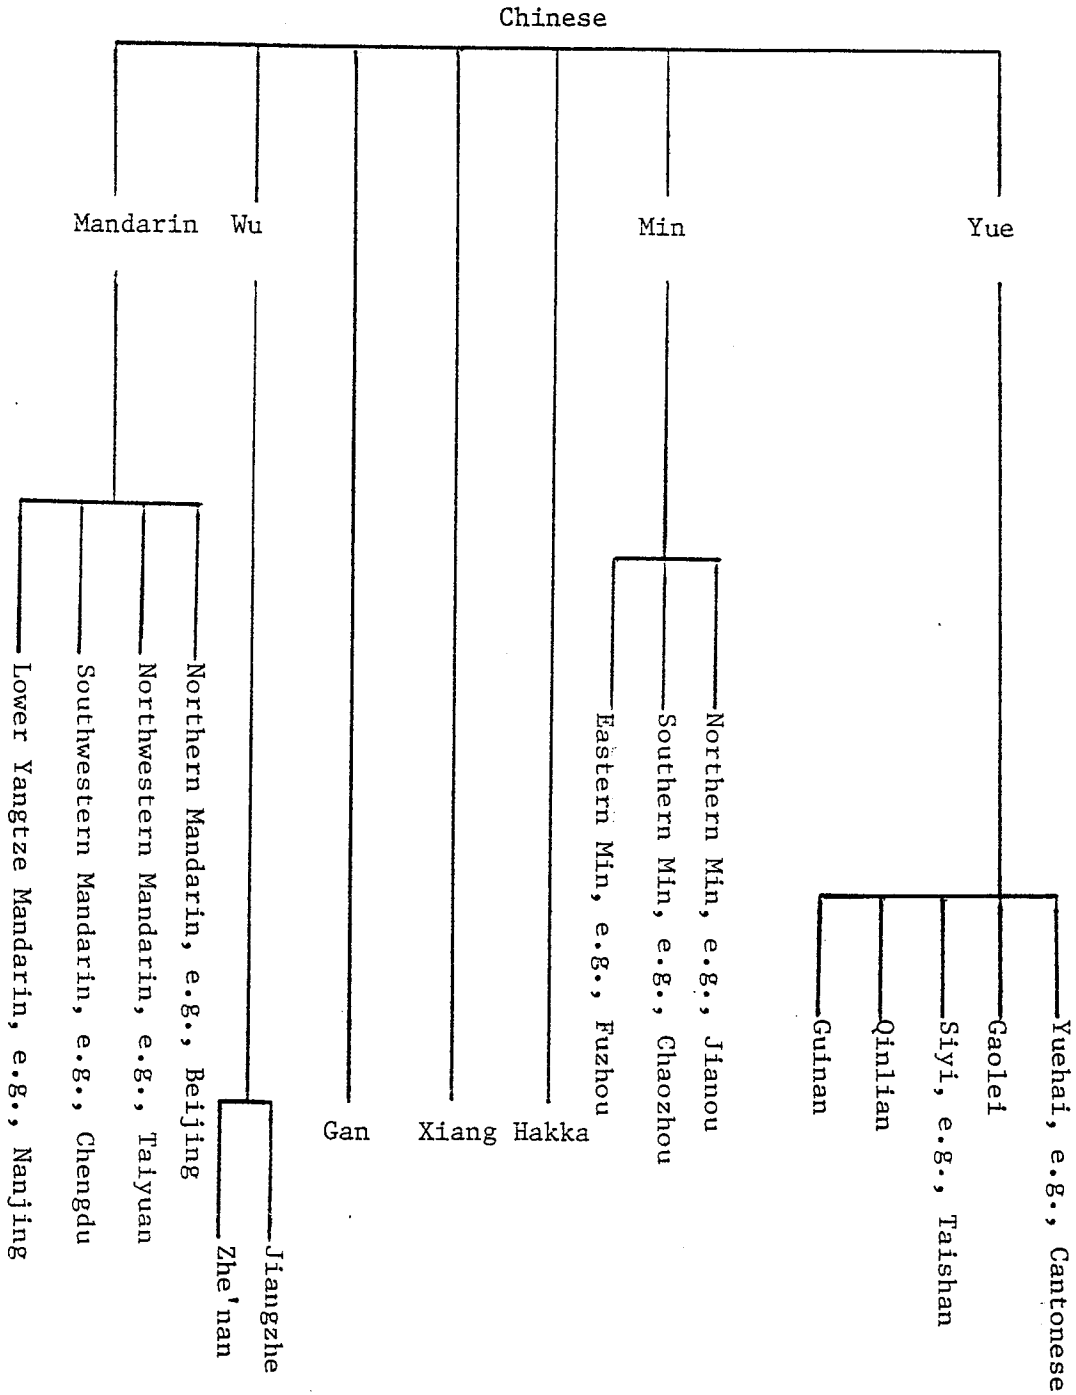 Chinese
Mandarin
Wu
Min
Yue
Lower Yangtze Mandarin, e.g., Nanjing
Southwestern Mandarin, e.g., Chengdu
Northwestern Mandarin, e.g., Taiyuan
Northern Mandarin, e.g., Beijing
Zhe'nan
Jiangzhe
Gan
Xiang
Hakka
Eastern Min, e.g., Fuzhou
Southern Min, e.g., Chaozhou
Northern Min, e.g., Jianou
Guinan
Qinlian
Siyi, e.g., Taishan
Gaolei
Yuehai, e.g., Cantonese